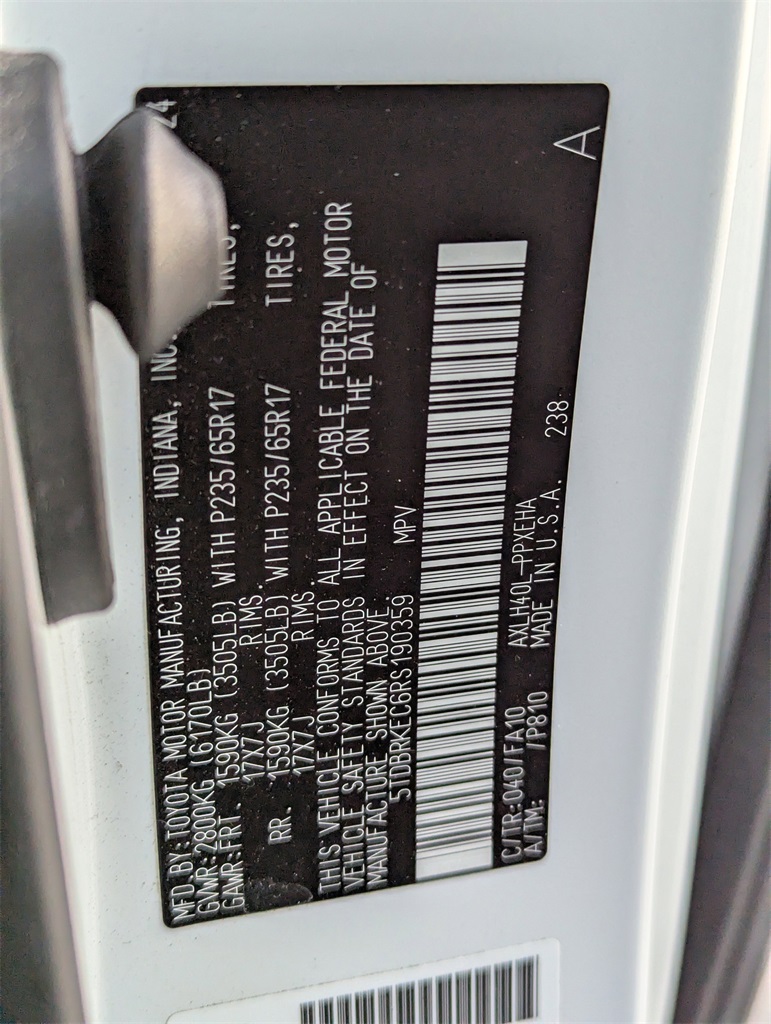 MFD.BY:TOYOTA MOTOR MANUFACTURING, INDIANA, INC. 24
GVWR:2800KG (6170LB)
GAWR:FRT. 1590KG (3505LB) WITH P235/65R17 TIRES,
17X7J RIMS
RR. 1590KG (3505LB) WITH P235/65R17 TIRES,
17X7J RIMS
THIS VEHICLE CONFORMS TO ALL APPLICABLE FEDERAL MOTOR
VEHICLE SAFETY STANDARDS IN EFFECT ON THE DATE OF
MANUFACTURE SHOWN ABOVE.
5TDBRKEC6RS190359 MPV
C/TR:040/FA10 AXLH40L-PPXEHA
A/TM: /P810 MADE IN U.S.A. 238
A